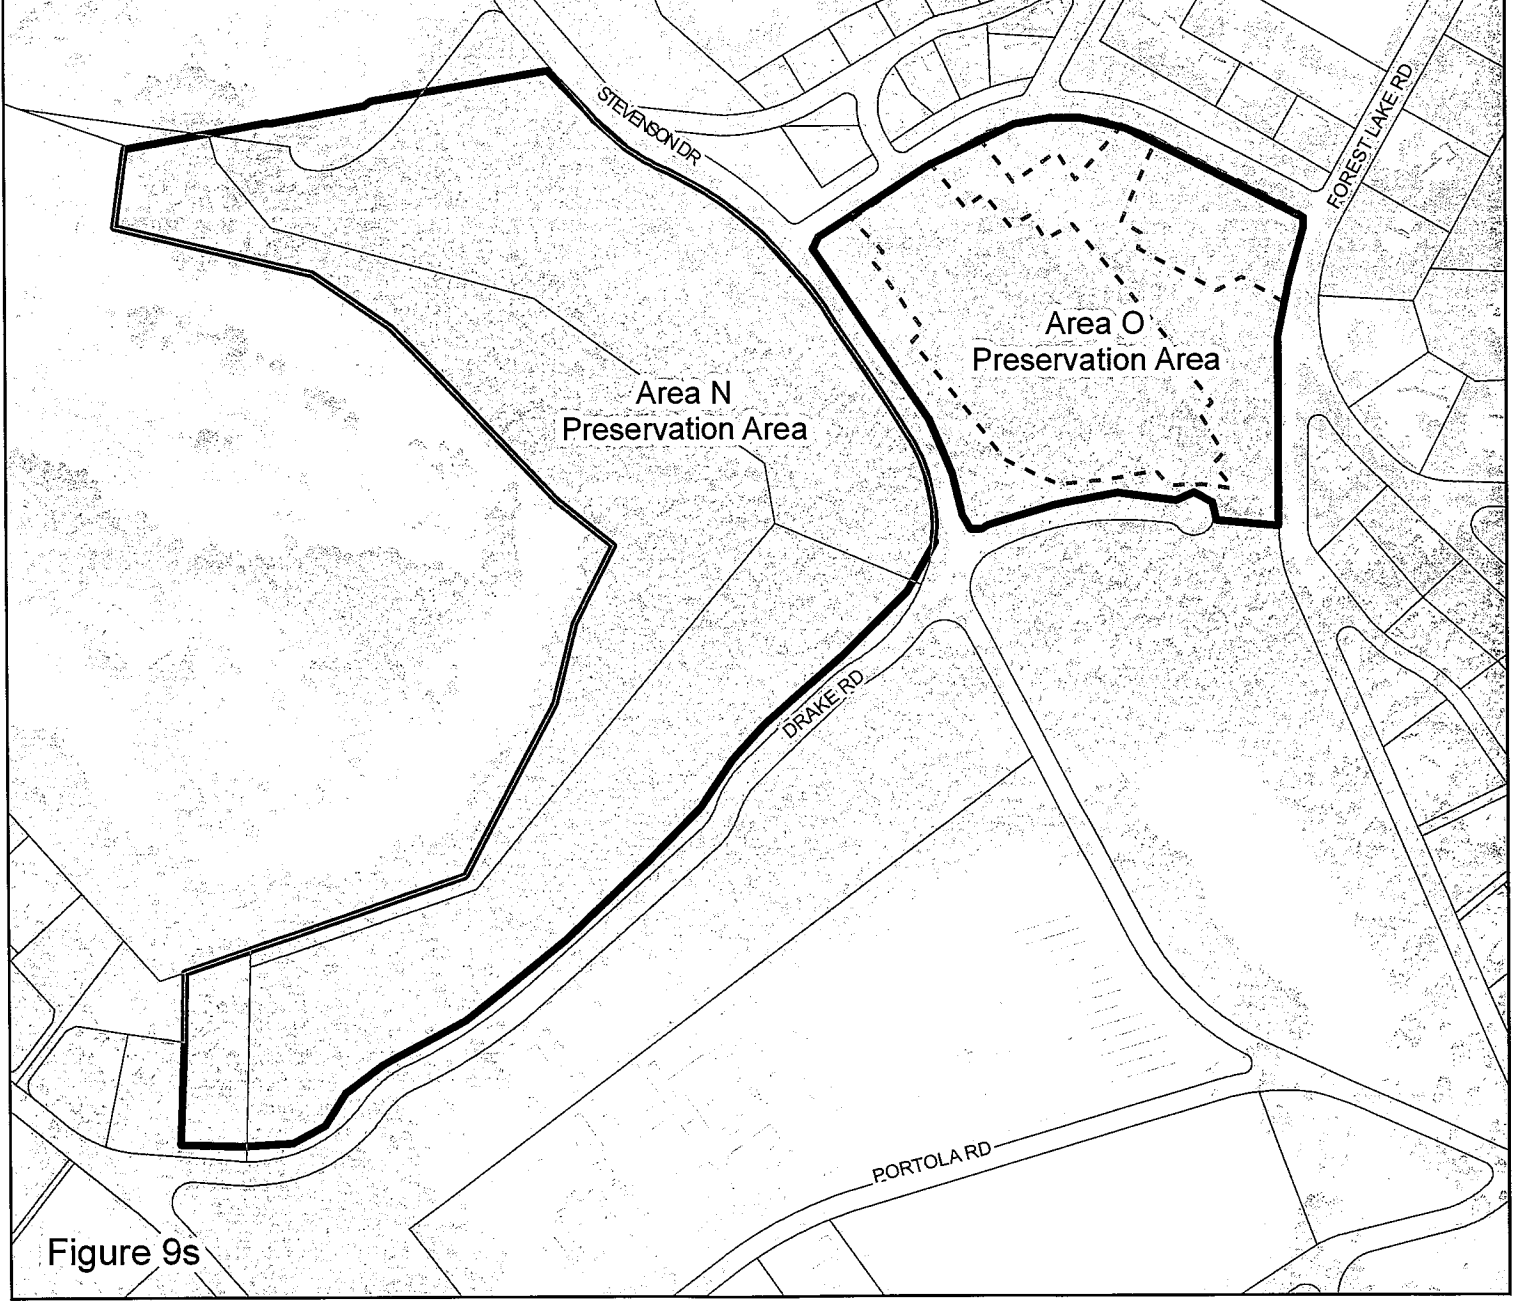 STEVENSON DR
FOREST LAKE RD
Area O
Preservation Area
Area N
Preservation Area
DRAKE RD
PORTOLA RD
Figure 9s